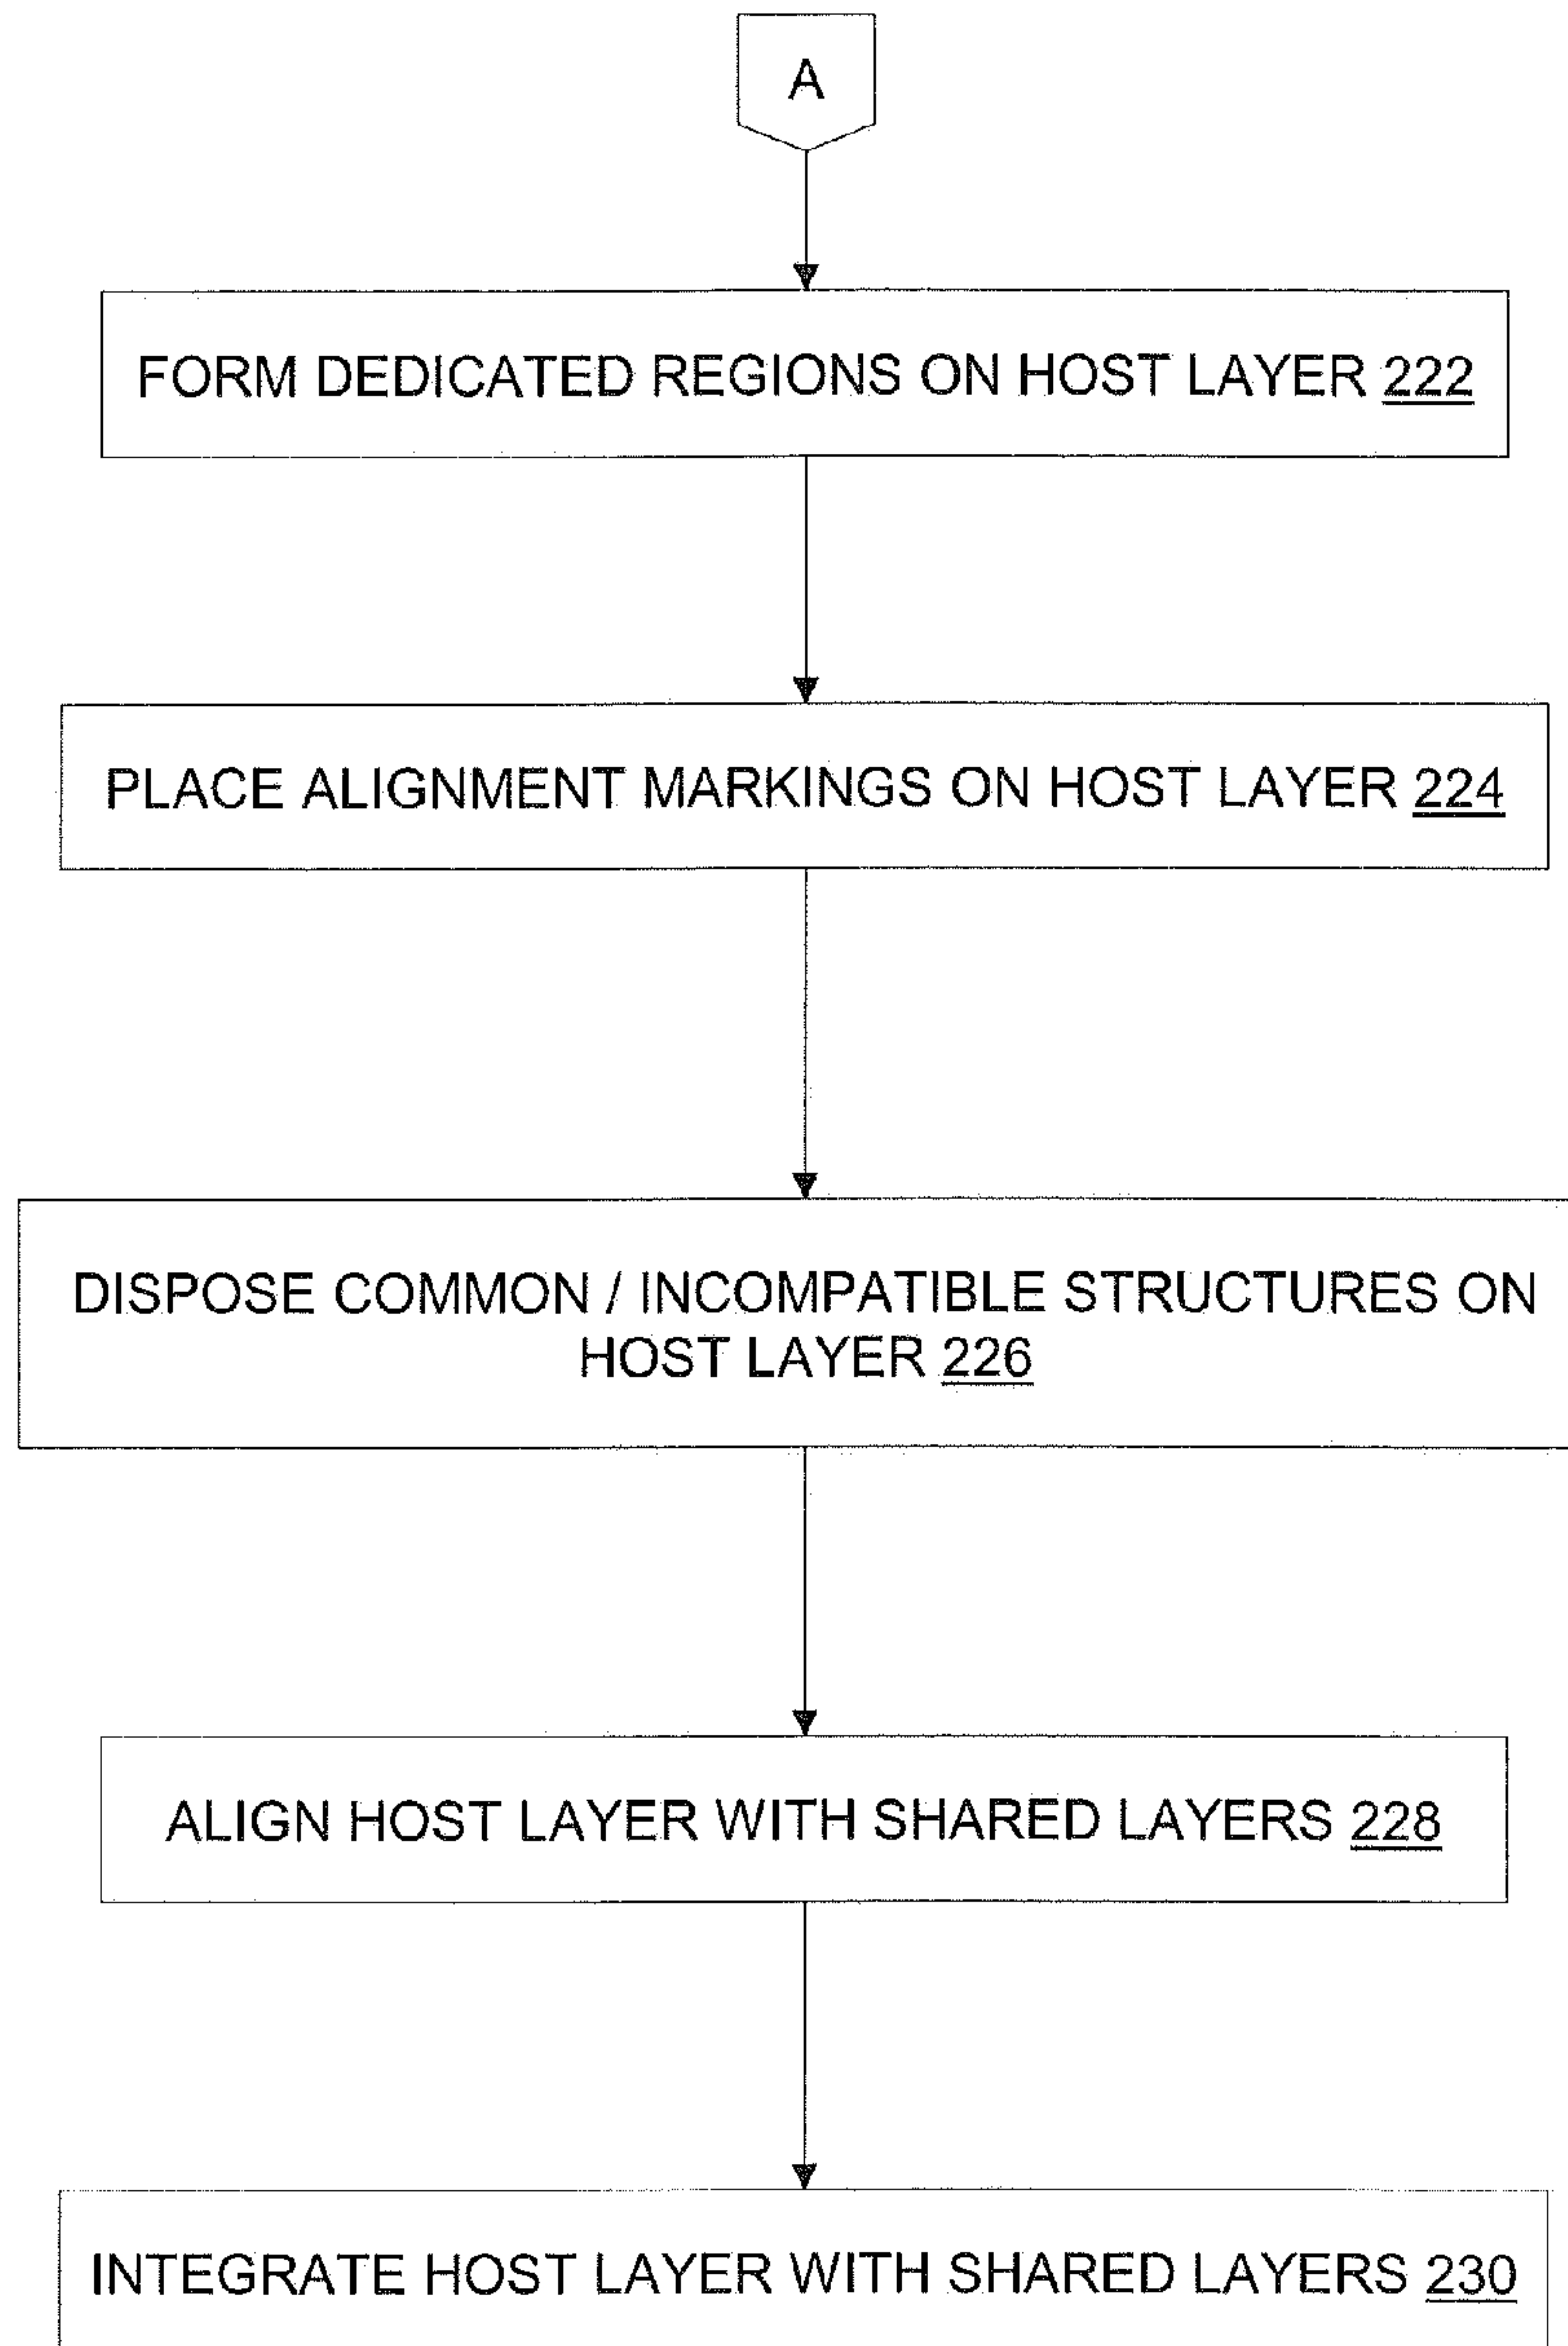 A
FORM DEDICATED REGIONS ON HOST LAYER 222
PLACE ALIGNMENT MARKINGS ON HOST LAYER 224
DISPOSE COMMON / INCOMPATIBLE STRUCTURES ON
HOST LAYER 226
ALIGN HOST LAYER WITH SHARED LAYERS 228
INTEGRATE HOST LAYER WITH SHARED LAYERS 230